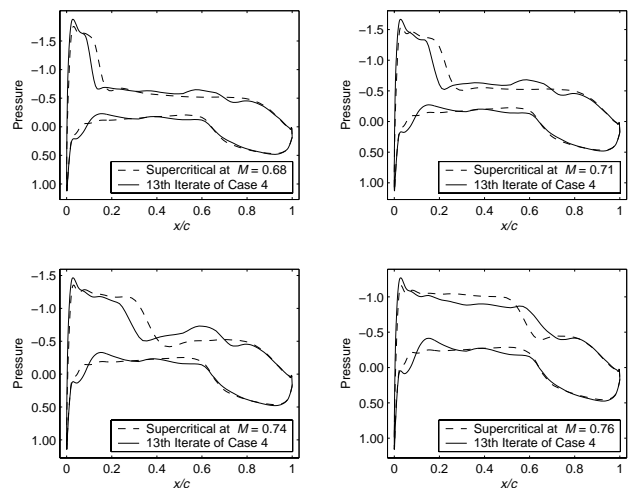 −1.5
−1.0
−0.5
0.00
0.50
1.00
Pressure
Supercritical at M = 0.68
13th Iterate of Case 4
0 0.2 0.4 0.6 0.8 1
x/c
−1.5
−1.0
−0.5
0.00
0.50
1.00
Pressure
Supercritical at M = 0.71
13th Iterate of Case 4
0 0.2 0.4 0.6 0.8 1
x/c
−1.5
−1.0
−0.5
0.00
0.50
1.00
Pressure
Supercritical at M = 0.74
13th Iterate of Case 4
0 0.2 0.4 0.6 0.8 1
x/c
−1.0
−0.5
0.00
0.50
1.00
Pressure
Supercritical at M = 0.76
13th Iterate of Case 4
0 0.2 0.4 0.6 0.8 1
x/c